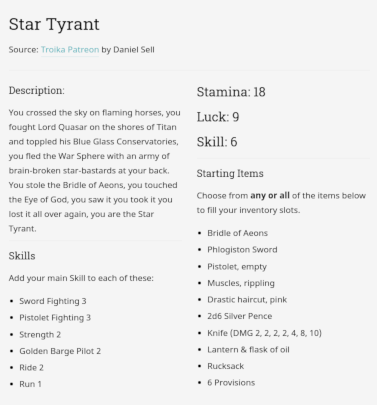 Star Tyrant
Source: Troika Patreon by Daniel Sell
Description:
You crossed the sky on flaming horses, you
fought Lord Quasar on the shores of Titan
and toppled his Blue Glass Conservatories,
you fled the War Sphere with an army of
brain-broken star-bastards at your back.
You stole the Bridle of Aeons, you touched
the Eye of God, you saw it you took it you
lost it all over again, you are the Star
Tyrant.
Skills
Add your main Skill to each of these:
• Sword Fighting 3
• Pistolet Fighting 3
• Strength 2
• Golden Barge Pilot 2
• Ride 2
• Run 1
Stamina: 18
Luck: 9
Skill: 6
Starting Items
Choose from any or all of the items below
to fill your inventory slots.
• Bridle of Aeons
• Phlogiston Sword
• Pistolet, empty
• Muscles, rippling
• Drastic haircut, pink
• 2d6 Silver Pence
• Knife (DMG 2, 2, 2, 2, 4, 8, 10)
• Lantern & flask of oil
• Rucksack
• 6 Provisions